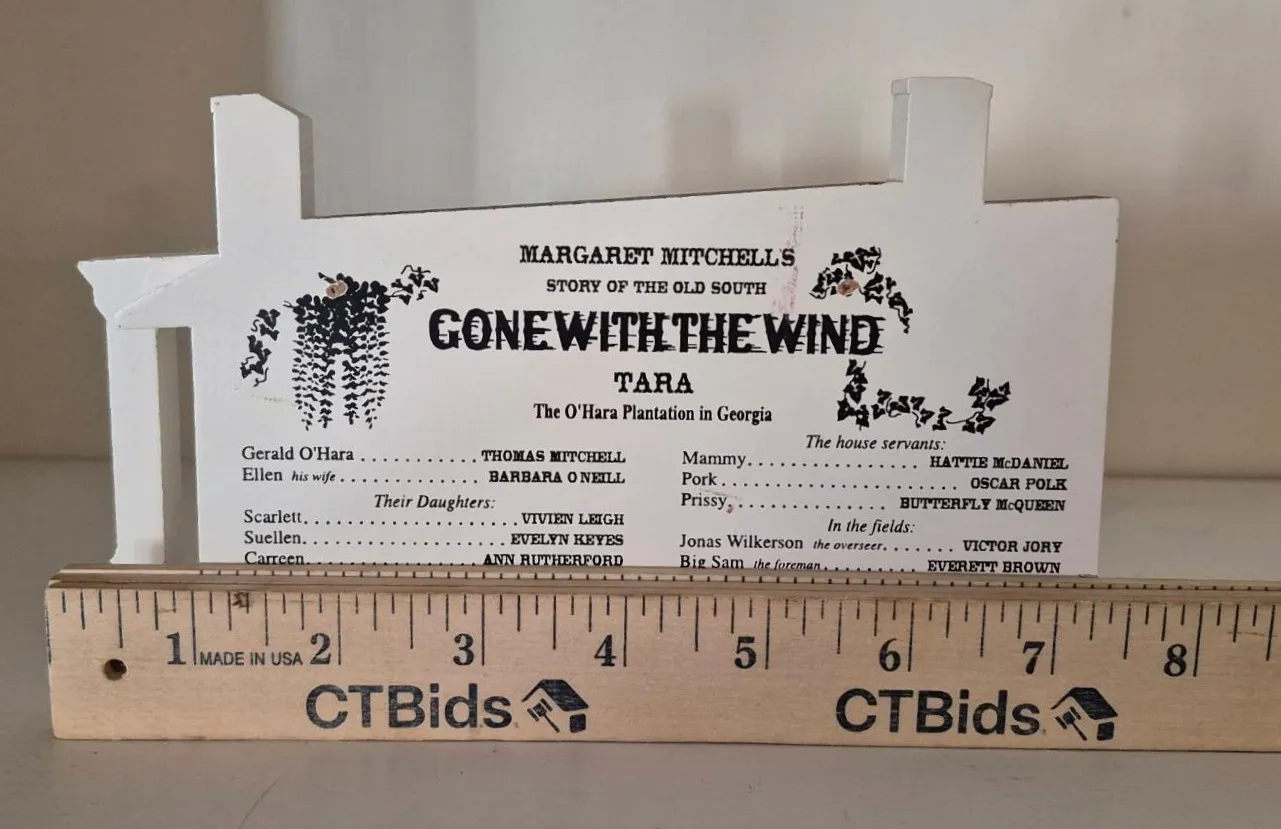 MARGARET MITCHELL'S
STORY OF THE OLD SOUTH
GONE WITH THE WIND
TARA
The O'Hara Plantation in Georgia
Gerald O'Hara . . . . . . . . . . . THOMAS MITCHELL
Ellen his wife . . . . . . . . . . . . . BARBARA O NEILL
Their Daughters:
Scarlett. . . . . . . . . . . . . . . . . . . . VIVIEN LEIGH
Suellen. . . . . . . . . . . . . . . . . . . EVELYN KEYES
Carreen. . . . . . . . . . . . . . . . ANN RUTHERFORD
The house servants:
Mammy. . . . . . . . . . . . . . . . HATTIE McDANIEL
Pork . . . . . . . . . . . . . . . . . . . . . . . OSCAR POLK
Prissy. . . . . . . . . . . . . . . BUTTERFLY McQUEEN
In the fields:
Jonas Wilkerson the overseer. . . . . . . VICTOR JORY
Big Sam the foreman. . . . . . . . . . EVERETT BROWN
1 MADE IN USA 2 3 4 5 6 7 8
CTBids CTBids